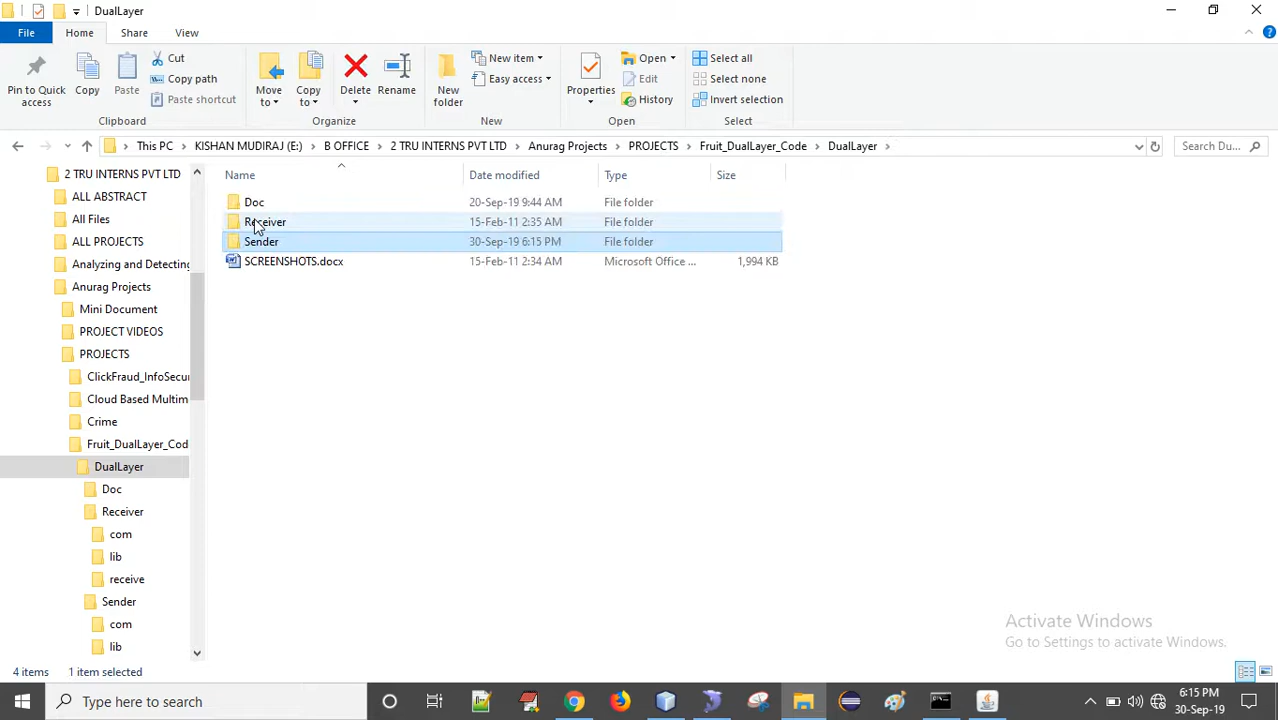 DualLayer
File Home Share View
Pin to Quick access
Copy
Paste
Cut
Copy path
Paste shortcut
Clipboard
Move to
Copy to
Delete
Rename
Organize
New folder
New item
Easy access
New
Properties
Open
Edit
History
Open
Select all
Select none
Invert selection
Select
This PC KISHAN MUDIRAJ (E:) B OFFICE 2 TRU INTERNS PVT LTD Anurag Projects PROJECTS Fruit_DualLayer_Code DualLayer
Search Du...
2 TRU INTERNS PVT LTD
ALL ABSTRACT
All Files
ALL PROJECTS
Analyzing and Detecting
Anurag Projects
Mini Document
PROJECT VIDEOS
PROJECTS
ClickFraud_InfoSecu
Cloud Based Multim
Crime
Fruit_DualLayer_Cod
DualLayer
Doc
Receiver
com
lib
receive
Sender
com
lib
Name Date modified Type Size
Doc 20-Sep-19 9:44 AM File folder
Receiver 15-Feb-11 2:35 AM File folder
Sender 30-Sep-19 6:15 PM File folder
SCREENSHOTS.docx 15-Feb-11 2:34 AM Microsoft Office ... 1,994 KB
Activate Windows
Go to Settings to activate Windows.
4 items 1 item selected
Type here to search
6:15 PM
30-Sep-19